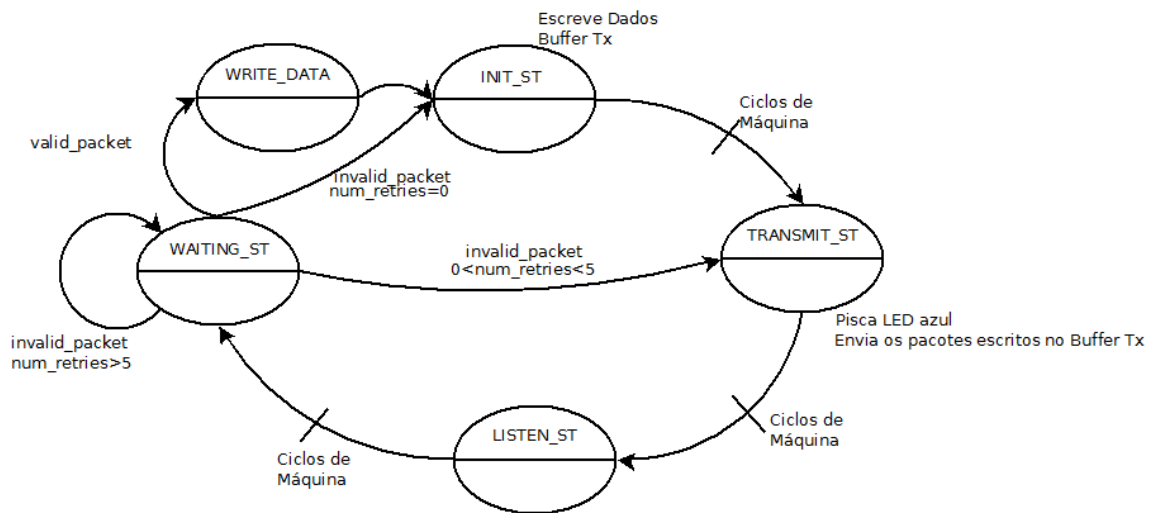 Escreve Dados
Buffer Tx
WRITE_DATA
INIT_ST
Ciclos de
Máquina
valid_packet
Invalid_packet
num_retries=0
WAITING_ST
invalid_packet
0<num_retries<5
TRANSMIT_ST
invalid_packet
num_retries>5
Pisca LED azul
Envia os pacotes escritos no Buffer Tx
Ciclos de
Máquina
LISTEN_ST
Ciclos de
Máquina